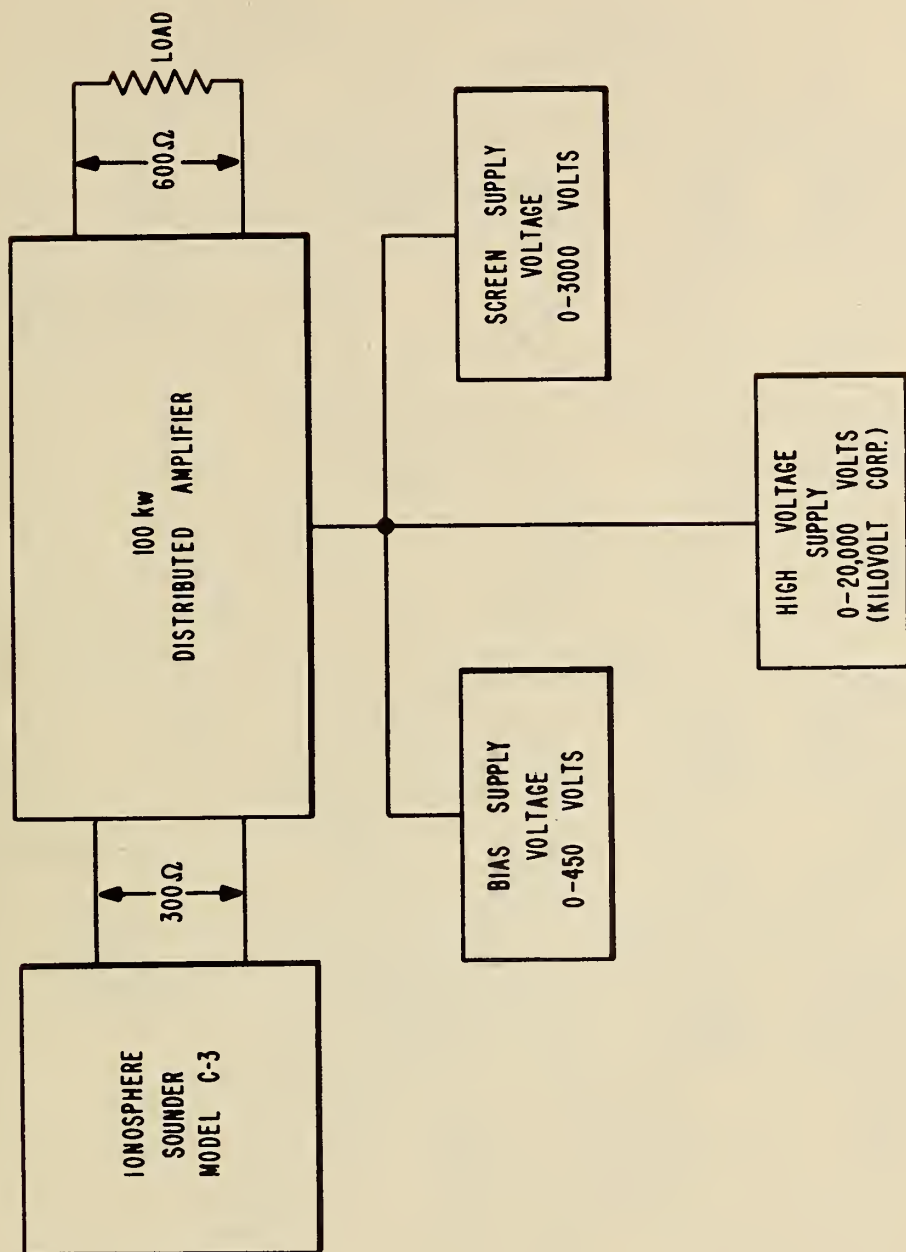 IONOSPHERE
SOUNDER
MODEL C-3
300Ω
100 kw
DISTRIBUTED AMPLIFIER
600Ω
LOAD
BIAS SUPPLY
VOLTAGE
0-450 VOLTS
SCREEN SUPPLY
VOLTAGE
0-3000 VOLTS
HIGH VOLTAGE
SUPPLY
0-20,000 VOLTS
(KILOVOLT CORP.)